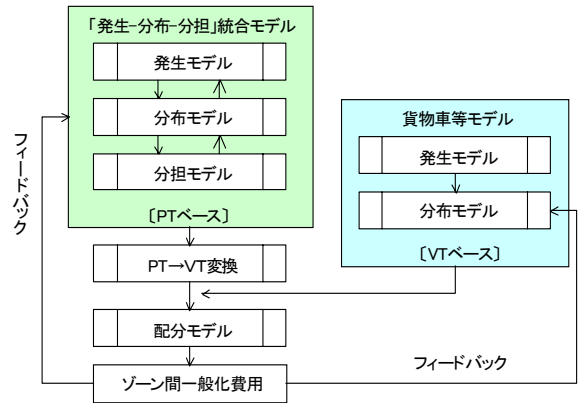 「発生-分布-分担」統合モデル
発生モデル
分布モデル
分担モデル
〔PTベース〕
フィードバック
貨物車等モデル
発生モデル
分布モデル
〔VTベース〕
PT→VT変換
配分モデル
ゾーン間一般化費用
フィードバック